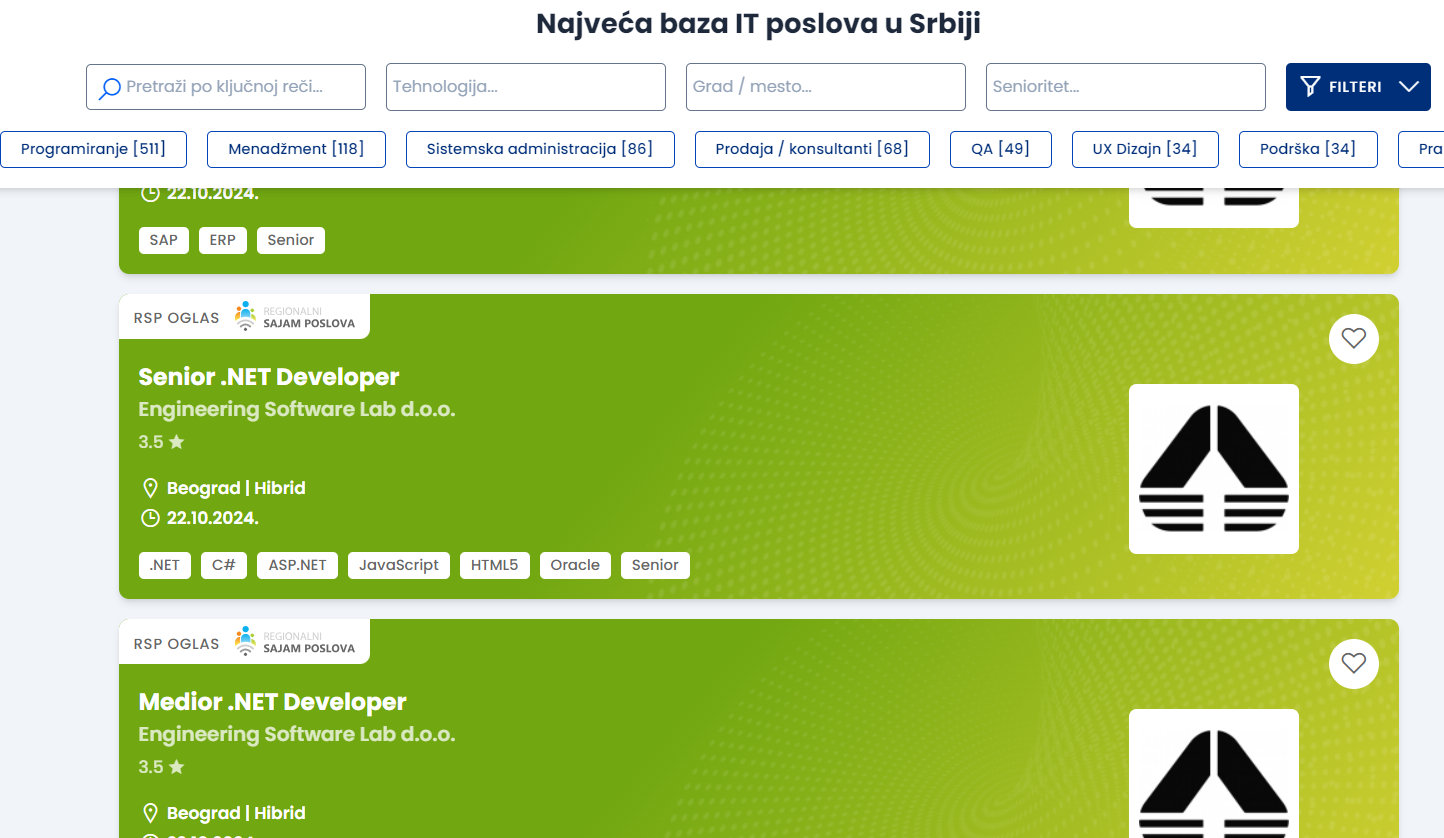 Najveća baza IT poslova u Srbiji
Pretraži po ključnoj reči...
Tehnologija...
Grad / mesto...
Senioritet...
FILTERI
Programiranje [511]
Menadžment [118]
Sistemska administracija [86]
Prodaja / konsultanti [68]
QA [49]
UX Dizajn [34]
Podrška [34]
Pra
22.10.2024.
SAP
ERP
Senior
RSP OGLAS
REGIONALNI
SAJAM POSLOVA
Senior .NET Developer
Engineering Software Lab d.o.o.
3.5
Beograd | Hibrid
22.10.2024.
.NET
C#
ASP.NET
JavaScript
HTML5
Oracle
Senior
RSP OGLAS
REGIONALNI
SAJAM POSLOVA
Medior .NET Developer
Engineering Software Lab d.o.o.
3.5
Beograd | Hibrid